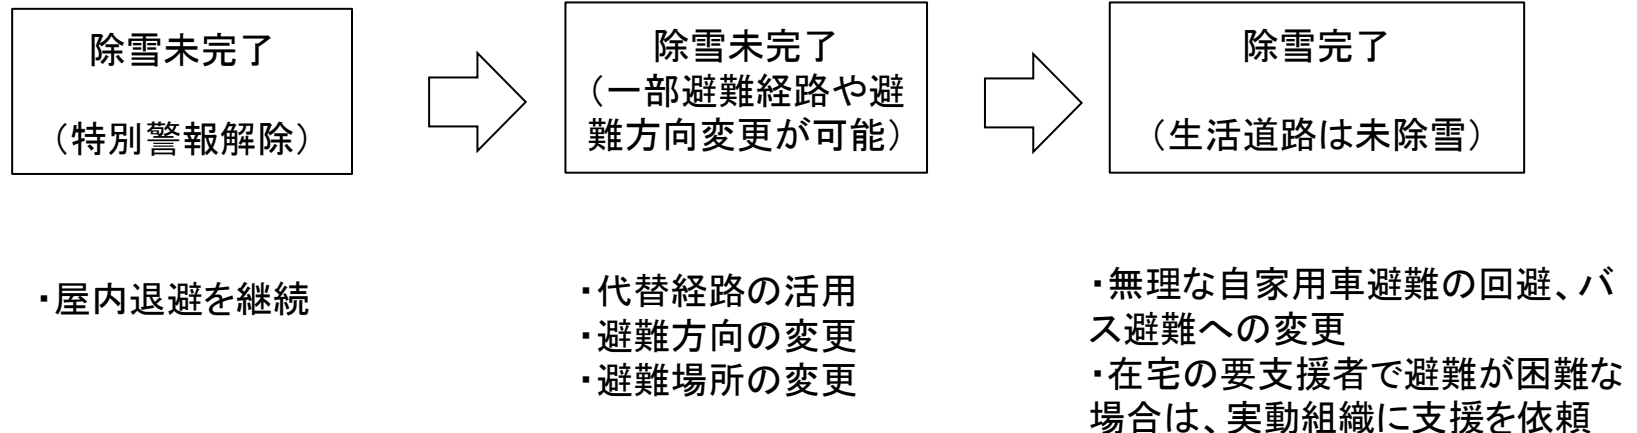 除雪未完了
（特別警報解除）
除雪未完了
（一部避難経路や避
難方向変更が可能）
除雪完了
（生活道路は未除雪）
・屋内退避を継続
・代替経路の活用
・避難方向の変更
・避難場所の変更
・無理な自家用車避難の回避、バ
ス避難への変更
・在宅の要支援者で避難が困難な
場合は、実動組織に支援を依頼